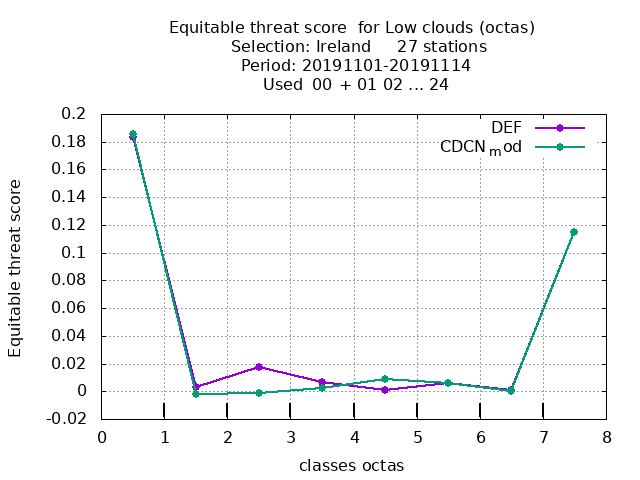 Equitable threat score  for Low clouds (octas)
Selection: Ireland     27 stations
Period: 20191101-20191114
Used  00  + 01 02 ... 24
DEF
CDCNmod
0.2
0.18
0.16
0.14
0.12
0.1
0.08
0.06
0.04
0.02
0
-0.02
Equitable threat score
0 1 2 3 4 5 6 7 8
classes octas